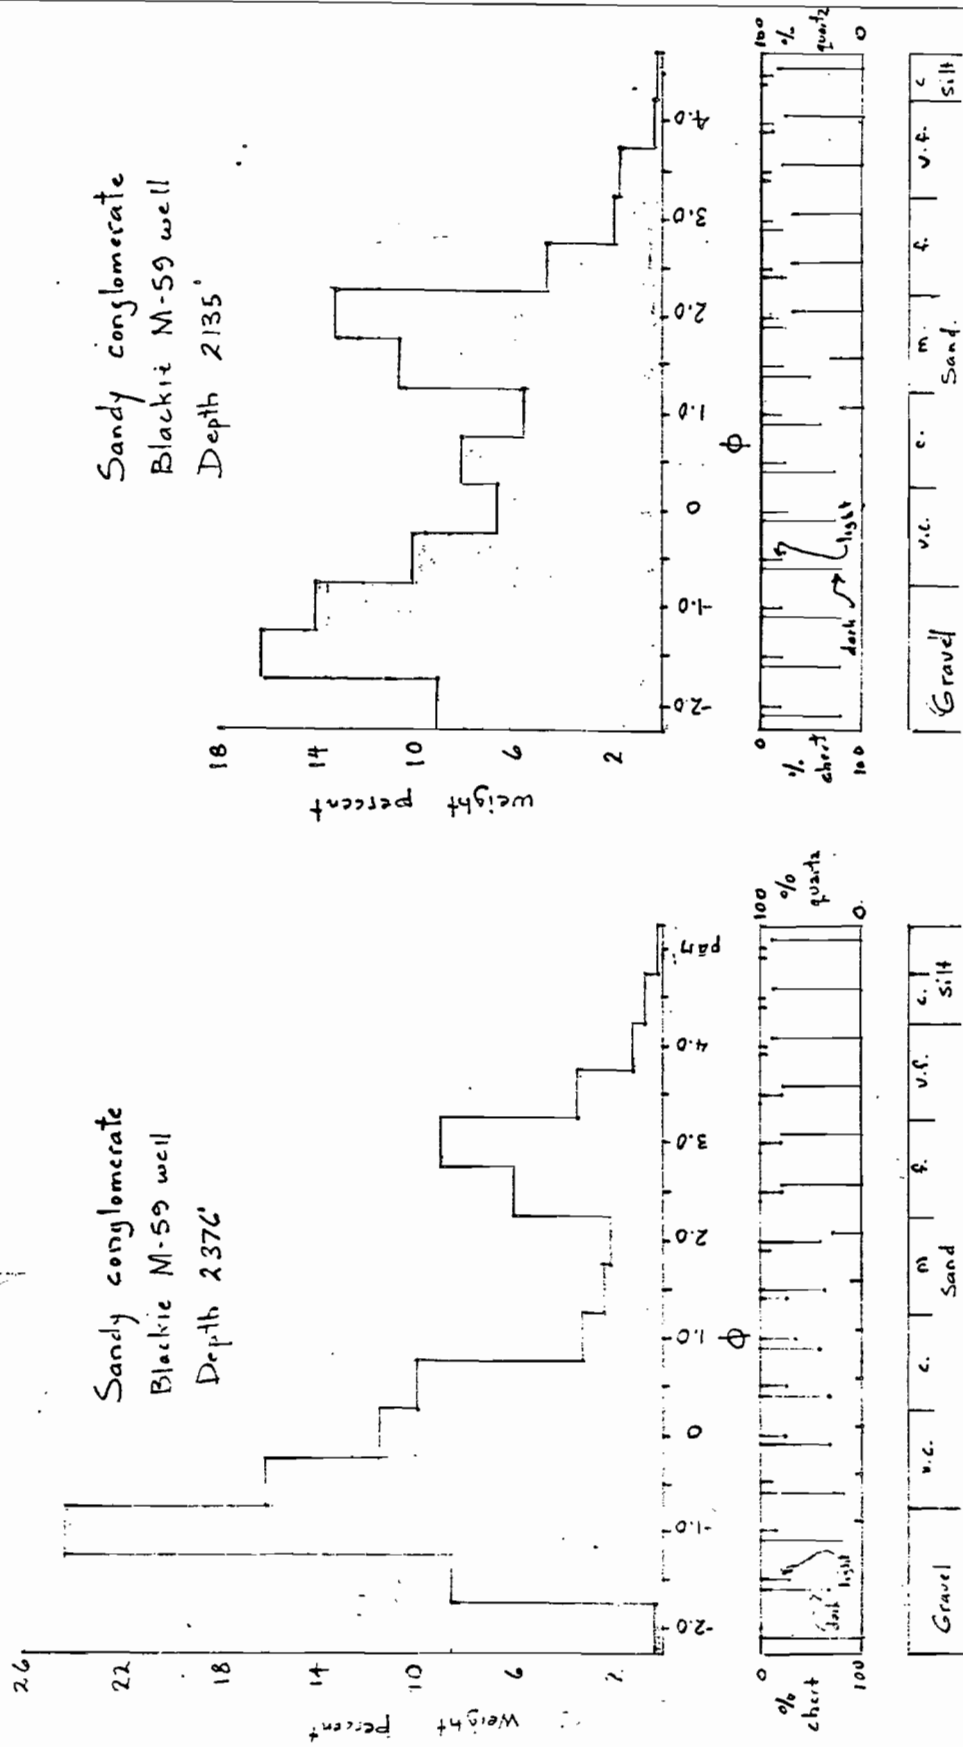 Sandy conglomerate
Blackie M-59 well
Depth 2376'
Weight percent
26
22
18
14
10
6
2
-2.0
-1.0
0
1.0
2.0
3.0
4.0
pan
φ
0
% chert
100
100
% quartz
0
dark
light
Gravel
v.c.
c.
m
f.
v.f.
c.
Sand
silt
Sandy conglomerate
Blackie M-59 well
Depth 2135'
weight percent
18
14
10
6
2
-2.0
-1.0
0
1.0
2.0
3.0
4.0
φ
0
% chert
100
100
% quartz
0
dark
light
Gravel
v.c.
c.
m.
f.
v.f.
c
Sand.
silt